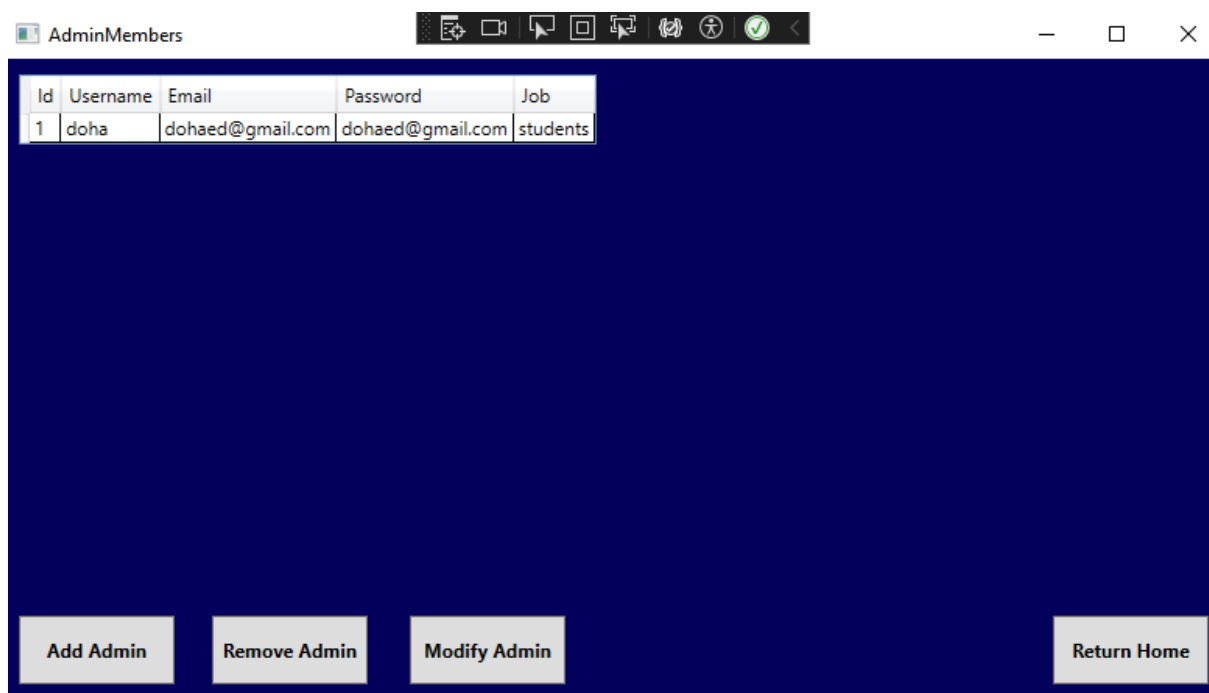 AdminMembers
Id Username Email Password Job
1 doha dohaed@gmail.com dohaed@gmail.com students
Add Admin Remove Admin Modify Admin Return Home